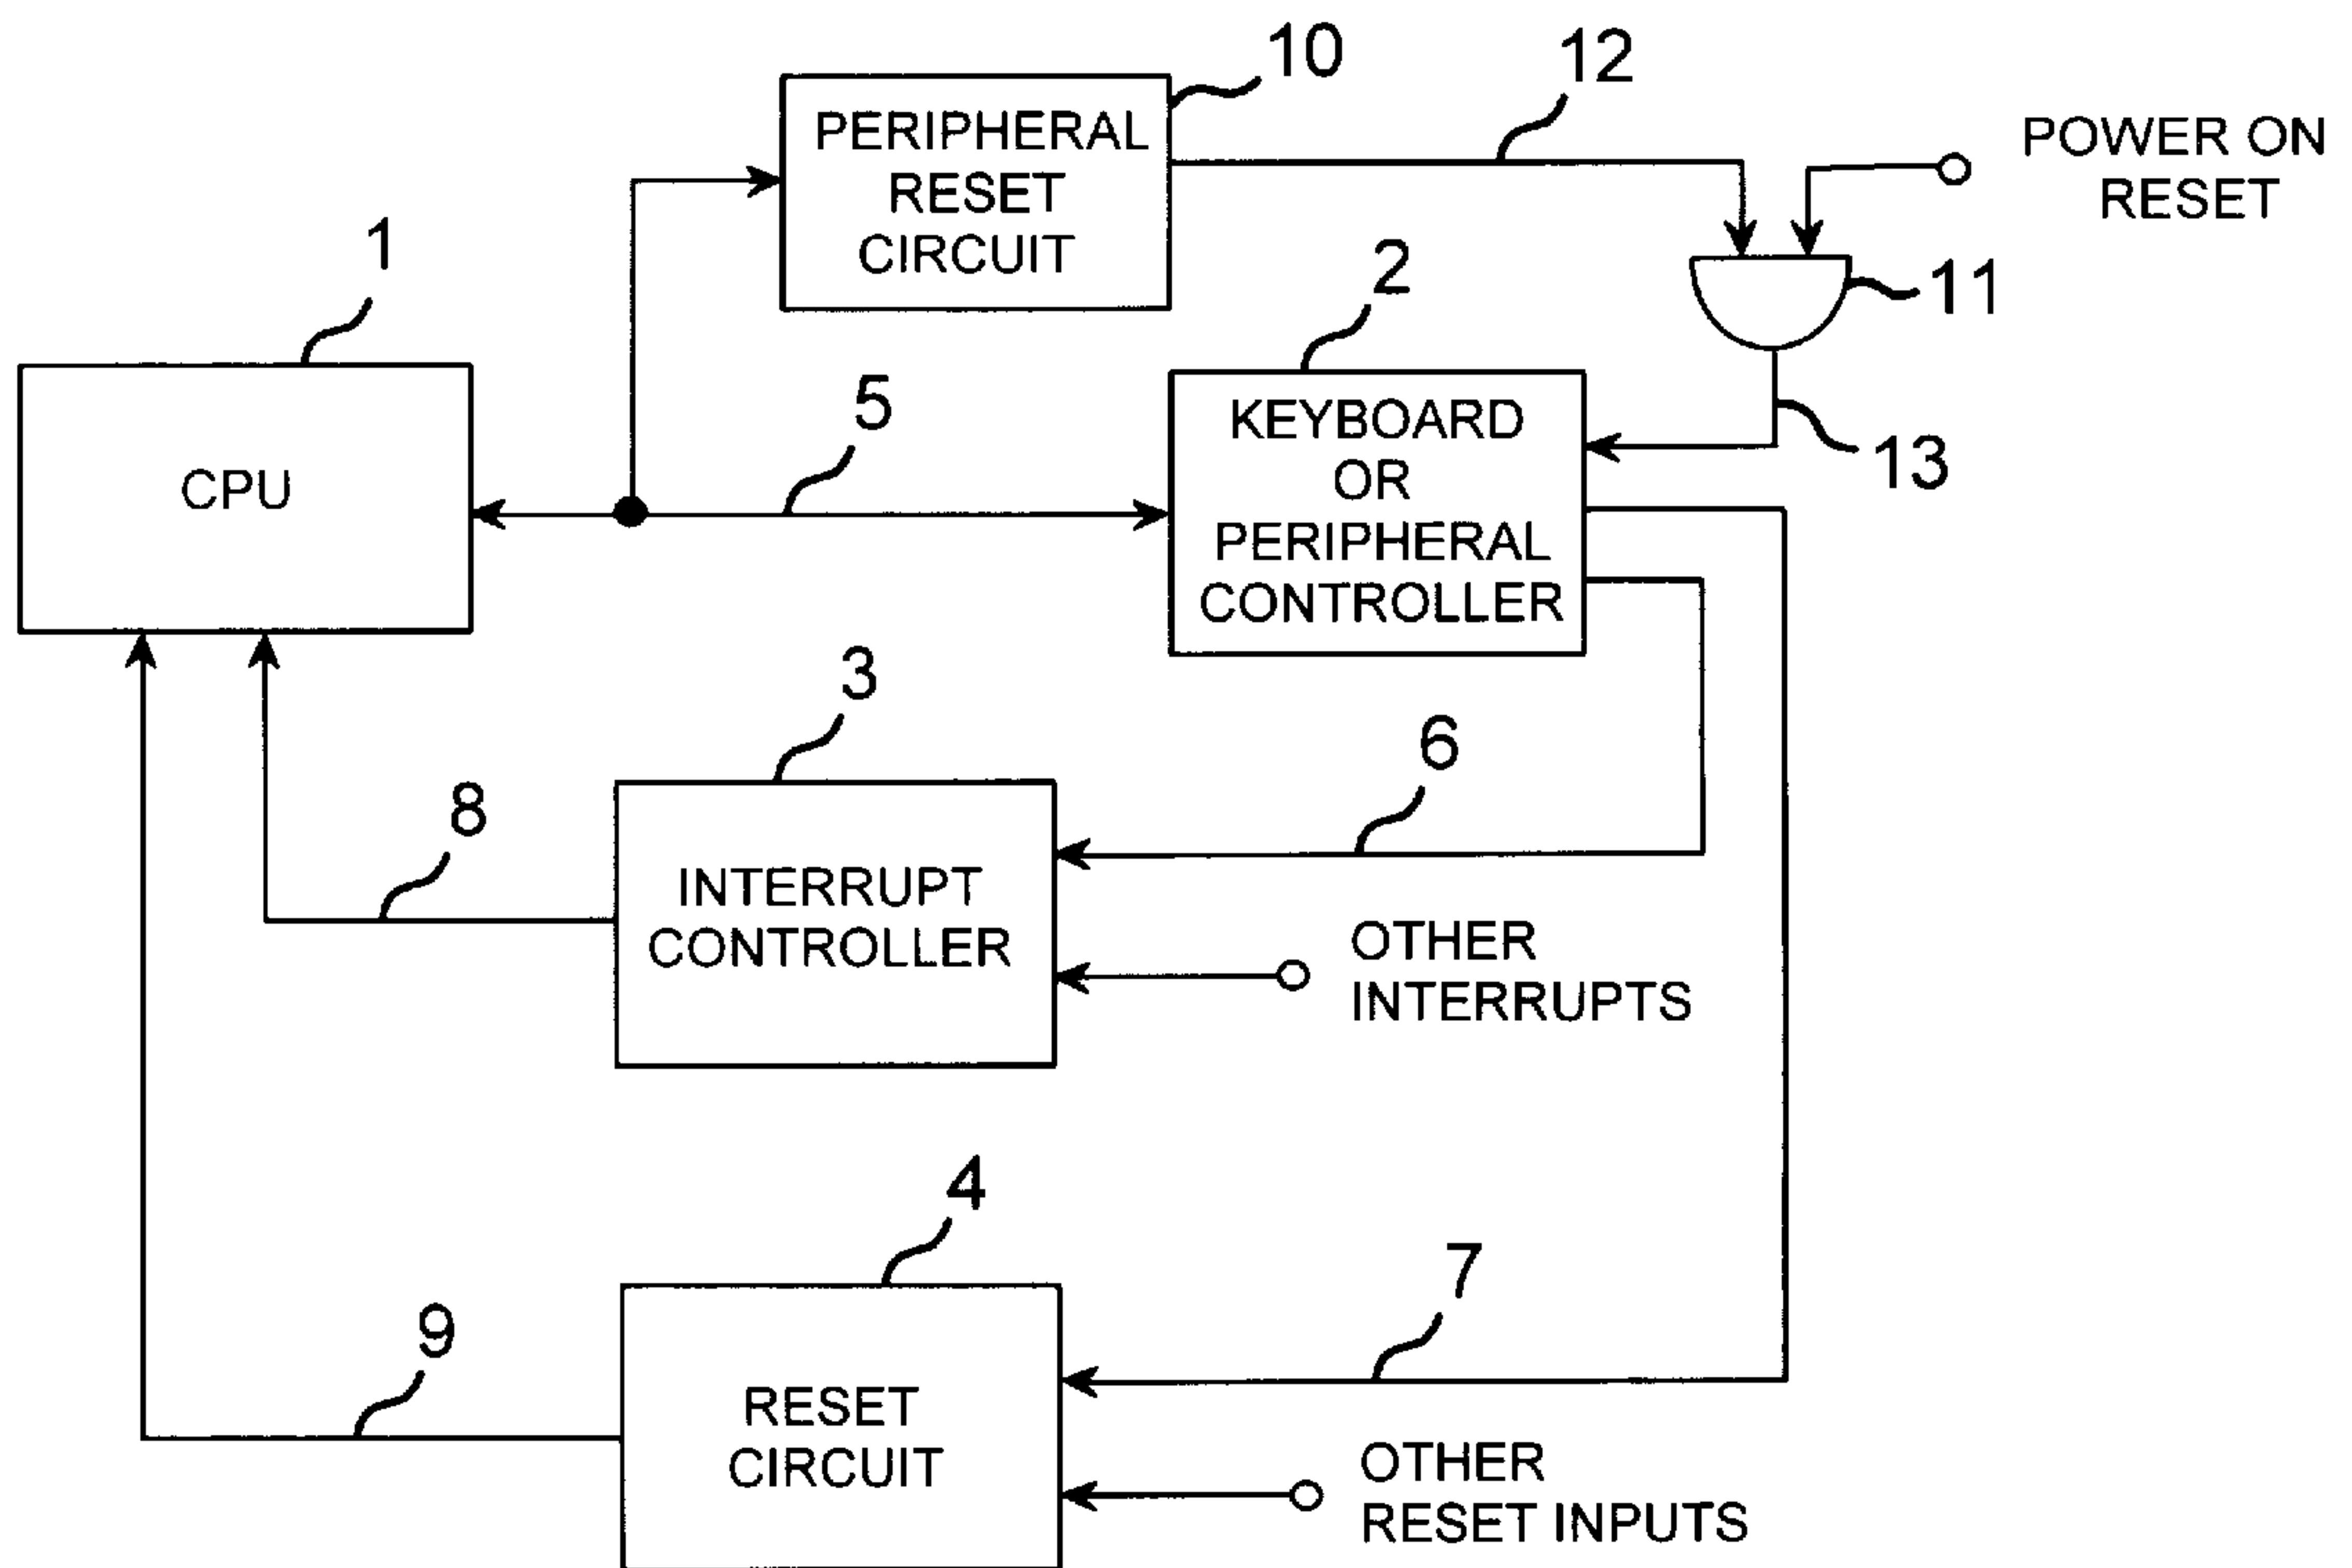 10
12
PERIPHERAL
RESET
CIRCUIT
POWER ON
RESET
1
2
11
5
KEYBOARD
OR
PERIPHERAL
CONTROLLER
13
CPU
3
6
8
INTERRUPT
CONTROLLER
OTHER
INTERRUPTS
4
7
9
RESET
CIRCUIT
OTHER
RESET INPUTS